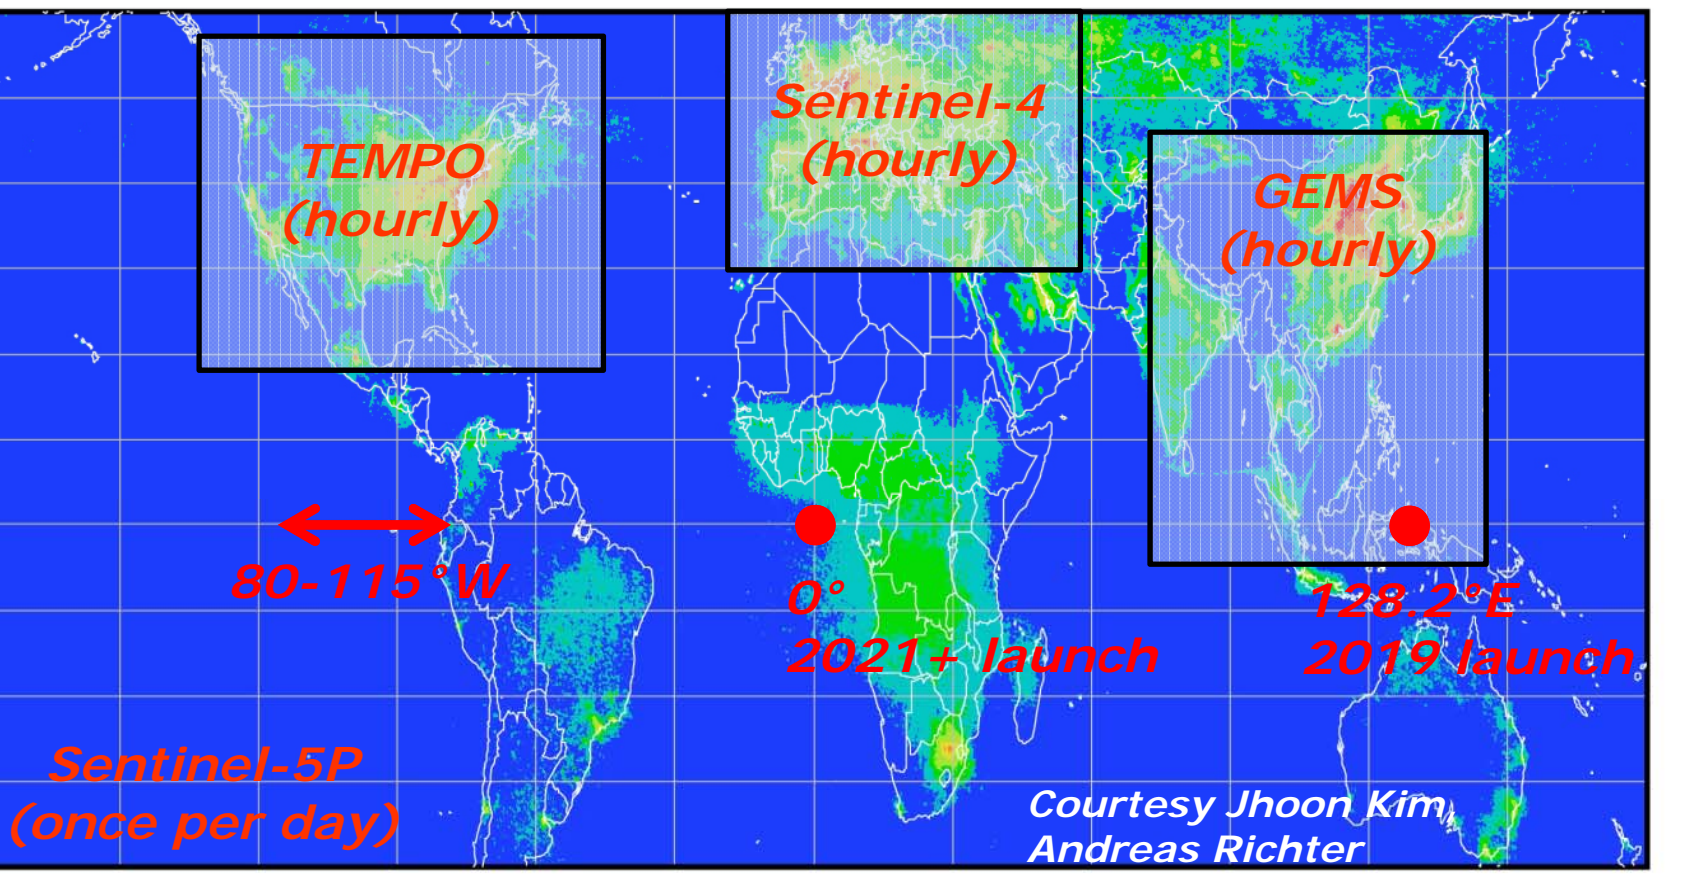 TEMPO
(hourly)
Sentinel-4
(hourly)
GEMS
(hourly)
80-115°W
0°
2021+ launch
128.2°E
2019 launch
Sentinel-5P
(once per day)
Courtesy Jhoon Kim,
Andreas Richter